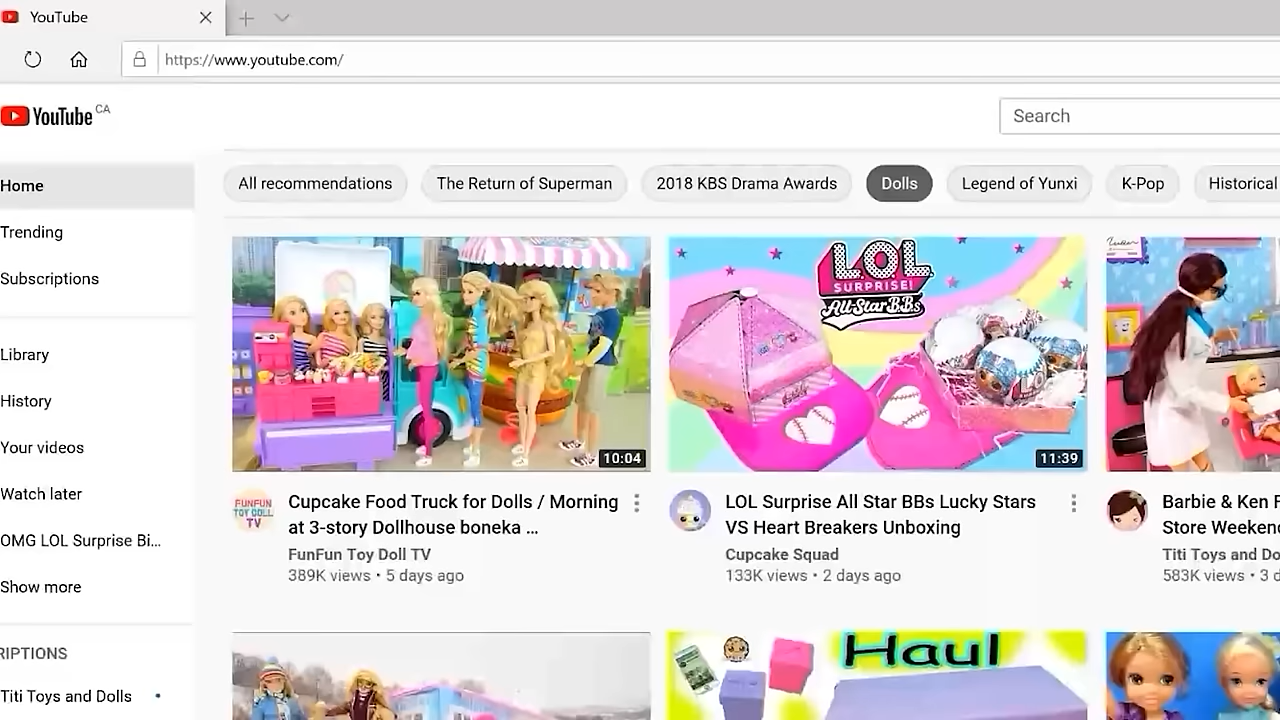 YouTube
https://www.youtube.com/
YouTube CA
Search
Home
Trending
Subscriptions
Library
History
Your videos
Watch later
OMG LOL Surprise Bi...
Show more
RIPTIONS
Titi Toys and Dolls
All recommendations
The Return of Superman
2018 KBS Drama Awards
Dolls
Legend of Yunxi
K-Pop
Historical
10:04
FUNFUN
TOY DOLL
TV
Cupcake Food Truck for Dolls / Morning
at 3-story Dollhouse boneka ...
FunFun Toy Doll TV
389K views • 5 days ago
L.O.L.
SURPRISE!
All-Star B.B.s
11:39
LOL Surprise All Star BBs Lucky Stars
VS Heart Breakers Unboxing
Cupcake Squad
133K views • 2 days ago
Barbie & Ken F
Store Weekend
Titi Toys and Do
583K views • 3 d
Haul